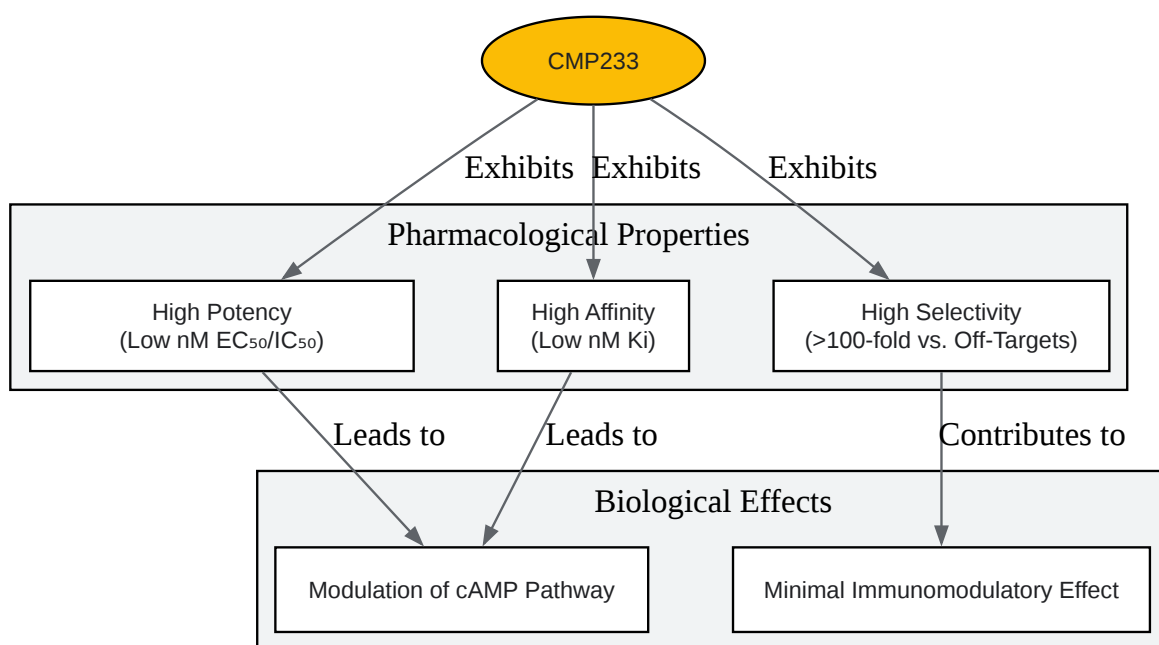 CMP233
Exhibits Exhibits Exhibits
Pharmacological Properties
High Potency
(Low nM EC₅₀/IC₅₀)
High Affinity
(Low nM Ki)
High Selectivity
(>100-fold vs. Off-Targets)
Leads to Leads to Contributes to
Biological Effects
Modulation of cAMP Pathway
Minimal Immunomodulatory Effect